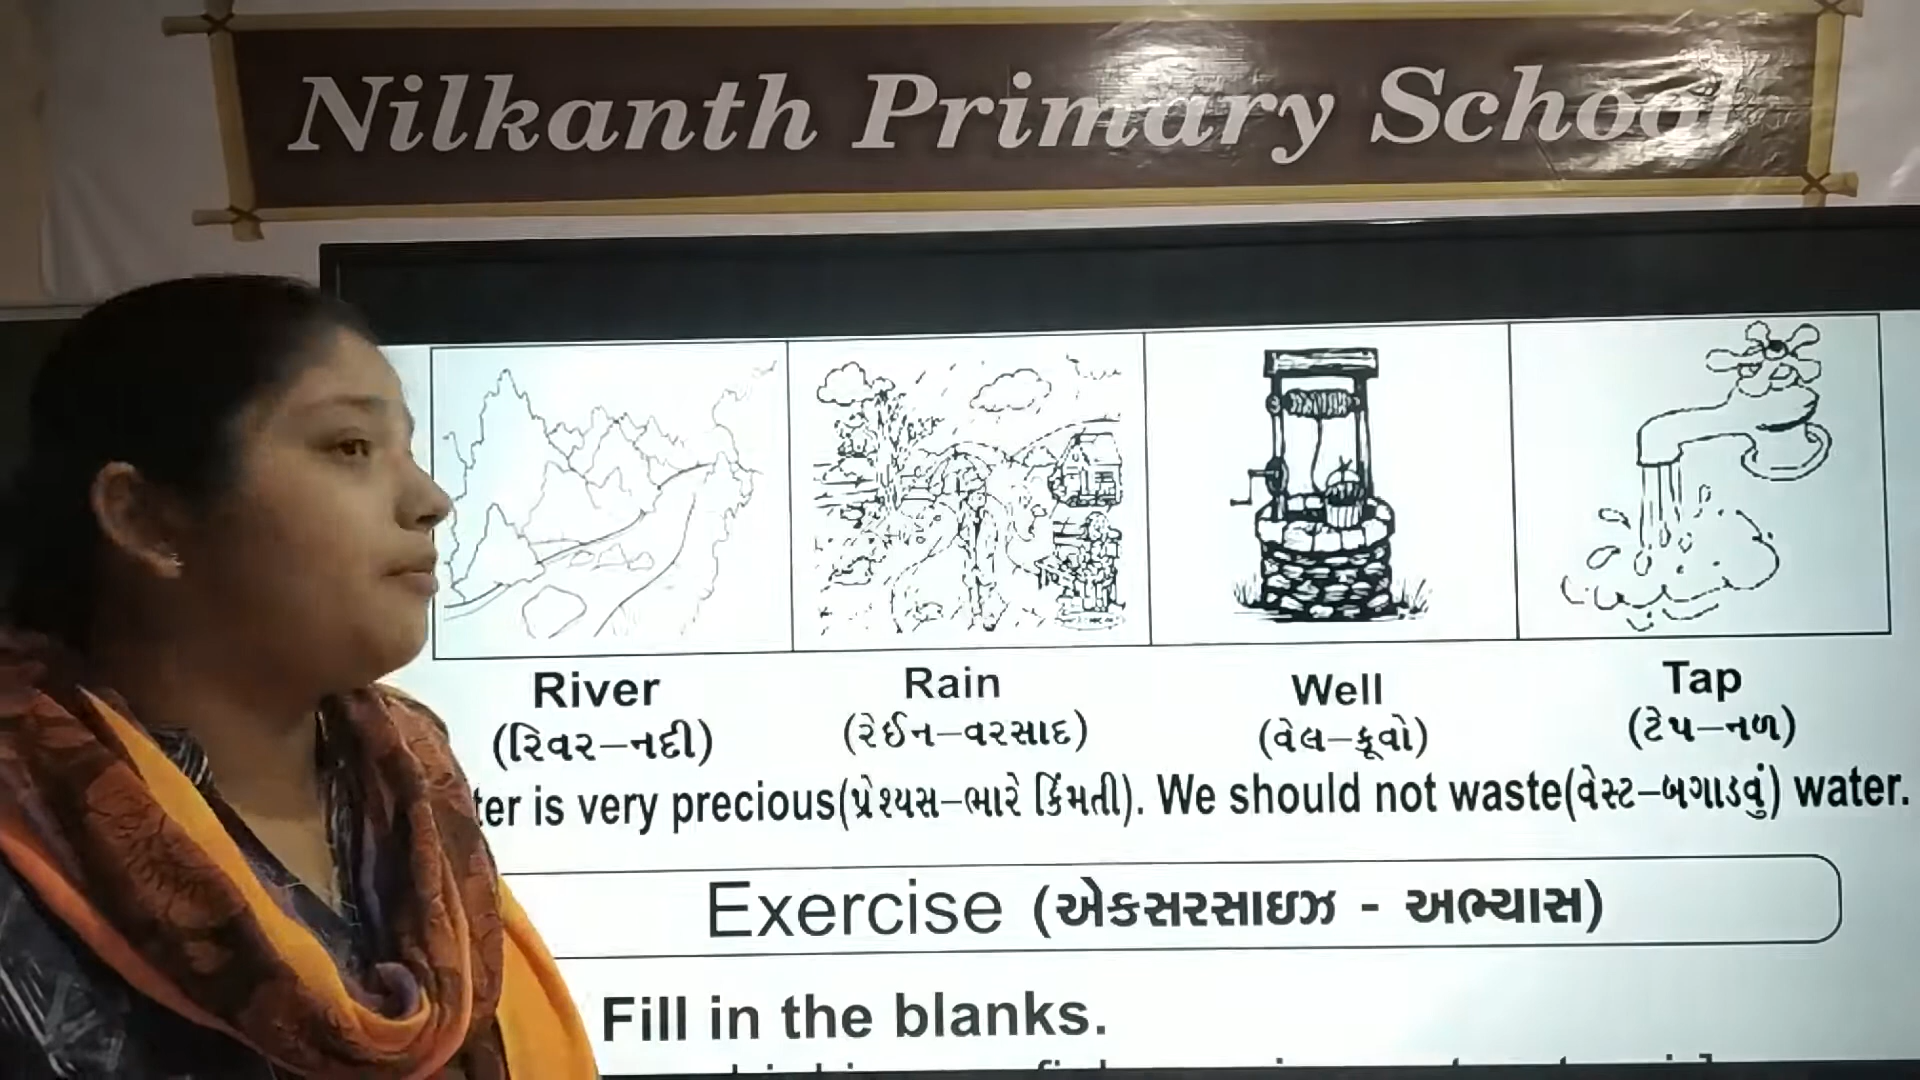 Nilkanth Primary School
River Rain Well Tap
(રિવર–નદી) (રેઈન–વરસાદ) (વેલ–કૂવો) (ટેપ–નળ)
is very precious(પ્રેશ્યસ–ભારે કિંમતી). We should not waste(વેસ્ટ–બગાડવું) water.
Exercise (એકસરસાઇઝ - અભ્યાસ)
Fill in the blanks.